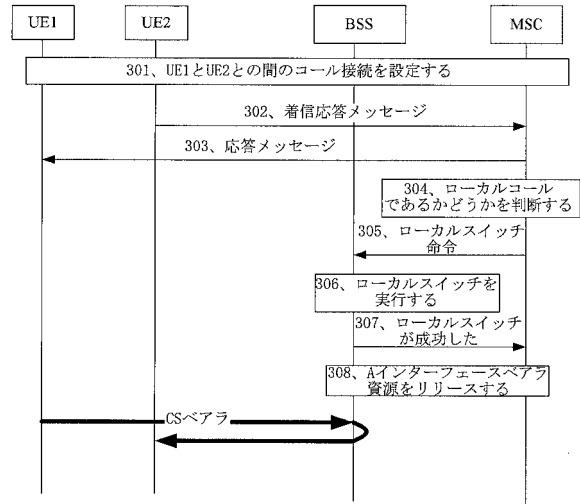 UE1
UE2
BSS
MSC
301、UE1とUE2との間のコール接続を設定する
302、着信応答メッセージ
303、応答メッセージ
304、ローカルコール
であるかどうかを判断する
305、ローカルスイッチ
命令
306、ローカルスイッチを
実行する
307、ローカルスイッチ
が成功した
308、Aインターフェースベアラ
資源をリリースする
CSベアラ